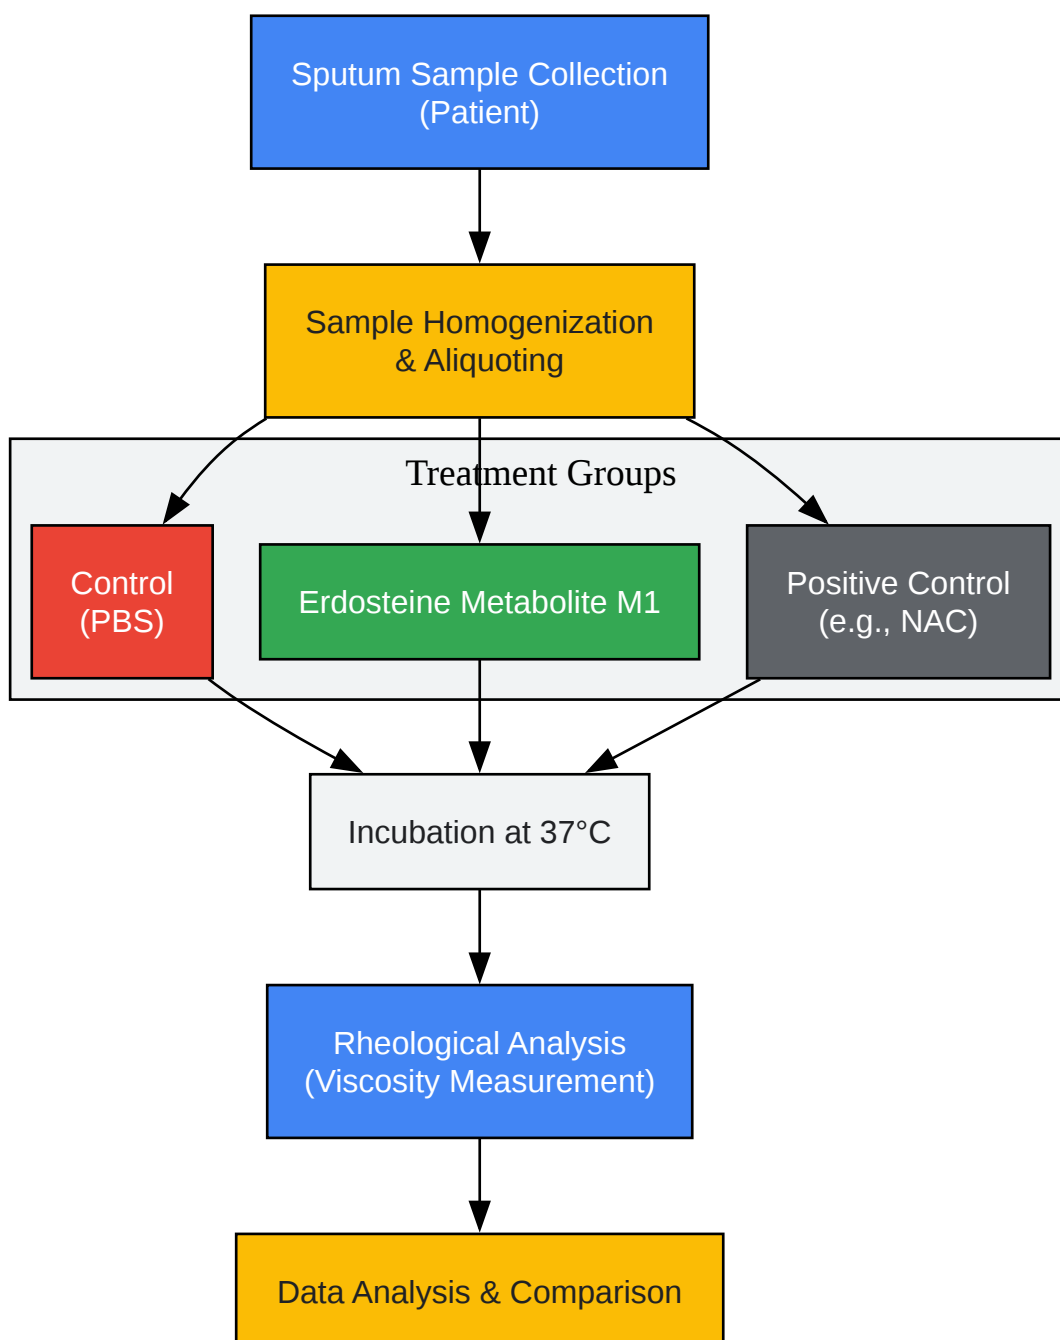 Sputum Sample Collection
(Patient)
Sample Homogenization
& Aliquoting
Treatment Groups
Control
(PBS)
Erdosteine Metabolite M1
Positive Control
(e.g., NAC)
Incubation at 37°C
Rheological Analysis
(Viscosity Measurement)
Data Analysis & Comparison